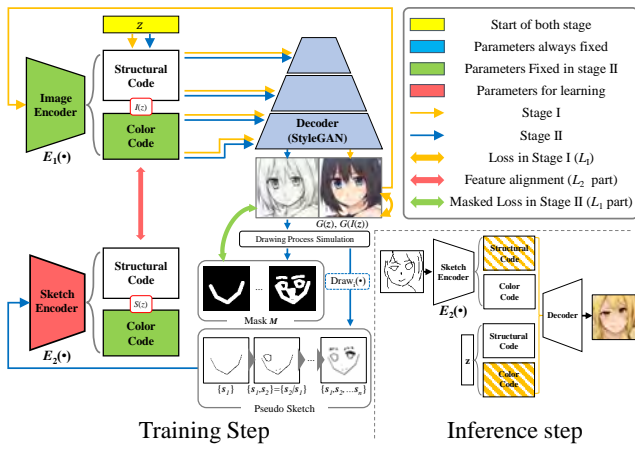 z
Structural
Code
I(z)
Color
Code
Image
Encoder
E₁(•)
Decoder
(StyleGAN)
G(z), G(I(z))
Start of both stage
Parameters always fixed
Parameters Fixed in stage II
Parameters for learning
Stage I
Stage II
Loss in Stage I (L₁)
Feature alignment (L₂ part)
Masked Loss in Stage II (L₁ part)
Drawing Process Simulation
...
Mask M
Drawᵢ(•)
Sketch
Encoder
E₂(•)
Structural
Code
S(z)
Color
Code
...
{s₁} {s₁,s₂}={s₂/s₁} {s₁,s₂,...sₙ}
Pseudo Sketch
Training Step
Sketch
Encoder
E₂(•)
Structural
Code
Color
Code
z
Structural
Code
Color
Code
Decoder
Inference step